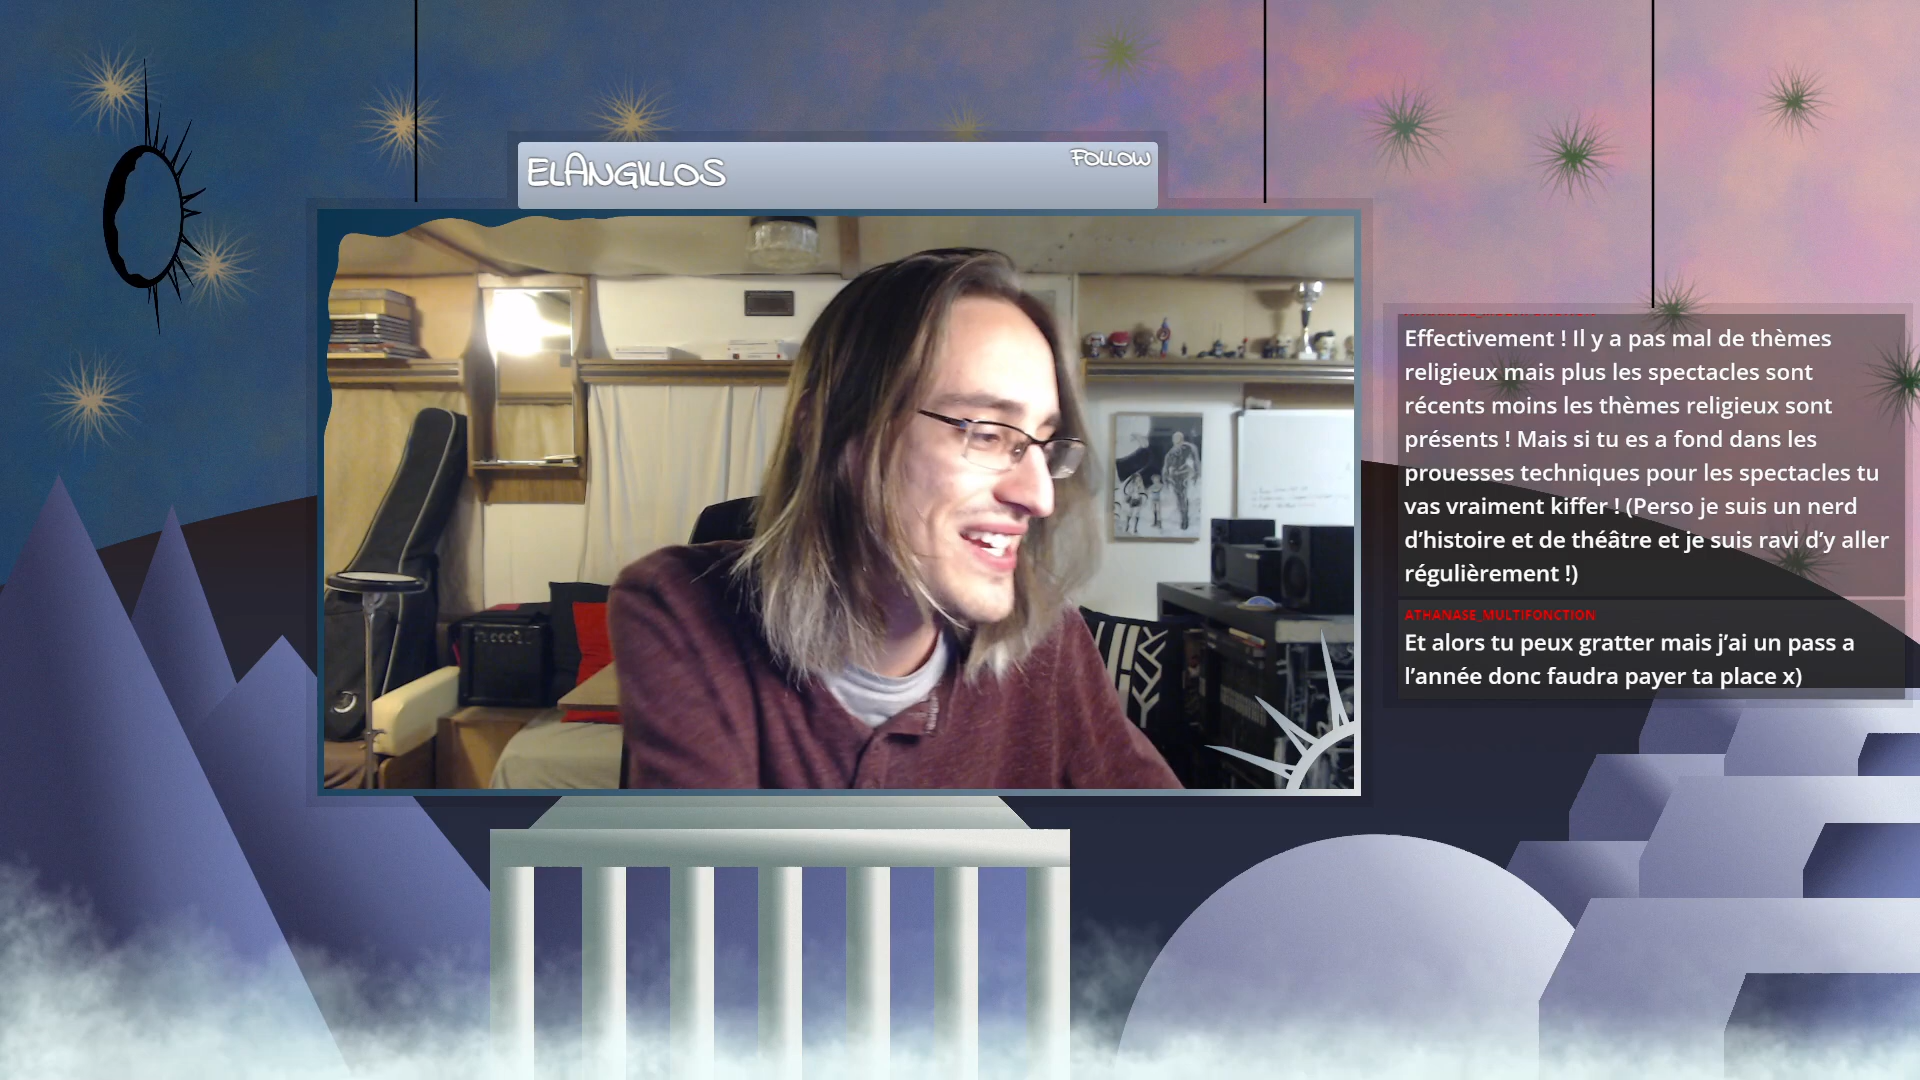 ELANGILLOS
FOLLOW
Effectivement ! Il y a pas mal de thèmes
religieux mais plus les spectacles sont
récents moins les thèmes religieux sont
présents ! Mais si tu es a fond dans les
prouesses techniques pour les spectacles tu
vas vraiment kiffer ! (Perso je suis un nerd
d’histoire et de théâtre et je suis ravi d’y aller
régulièrement !)
ATHANASE_MULTIFONCTION
Et alors tu peux gratter mais j’ai un pass a
l’année donc faudra payer ta place x)